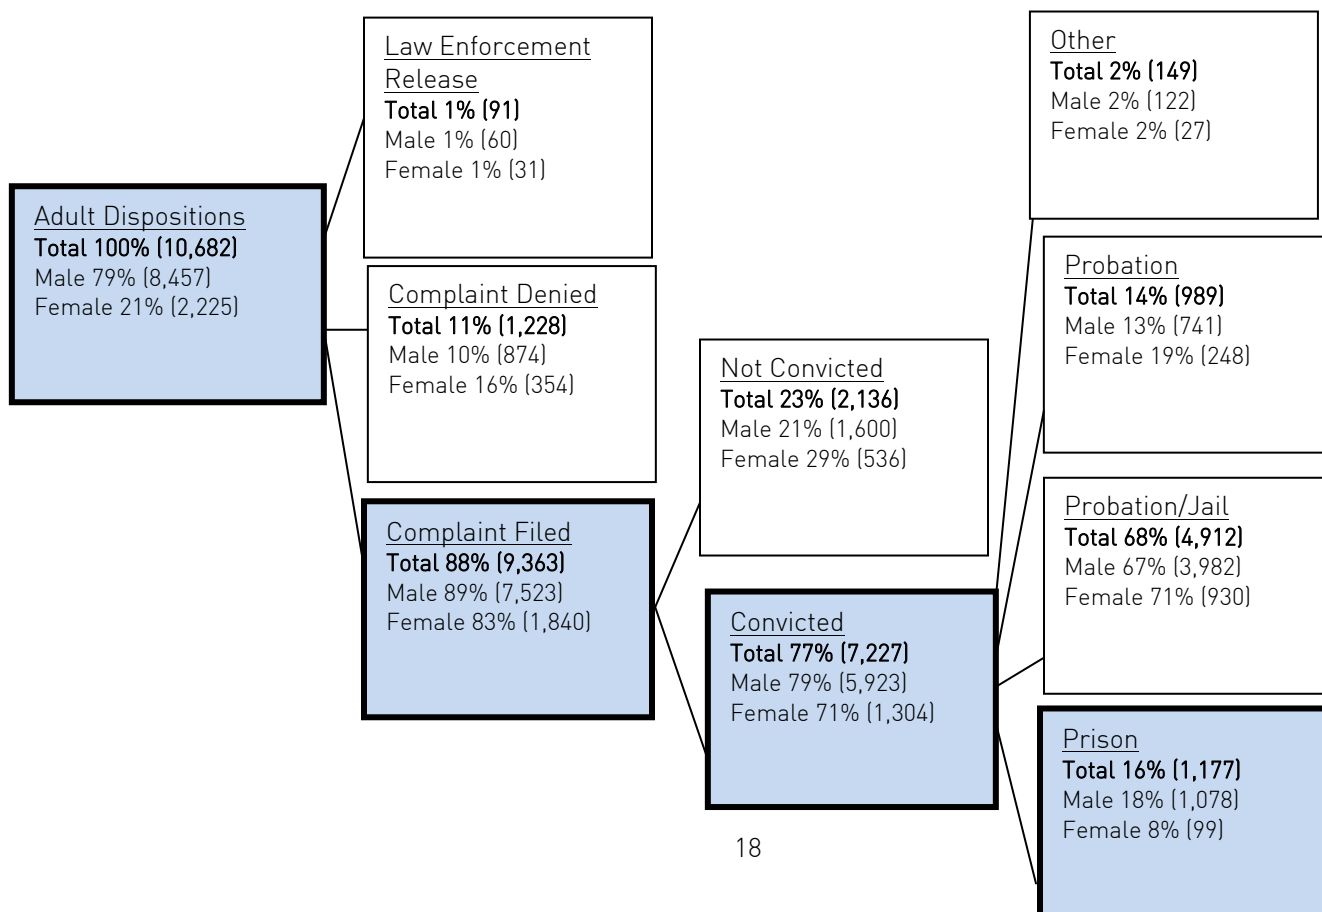 Adult Dispositions
Total 100% (10,682)
Male 79% (8,457)
Female 21% (2,225)
Law Enforcement
Release
Total 1% (91)
Male 1% (60)
Female 1% (31)
Complaint Denied
Total 11% (1,228)
Male 10% (874)
Female 16% (354)
Complaint Filed
Total 88% (9,363)
Male 89% (7,523)
Female 83% (1,840)
Not Convicted
Total 23% (2,136)
Male 21% (1,600)
Female 29% (536)
Convicted
Total 77% (7,227)
Male 79% (5,923)
Female 71% (1,304)
Other
Total 2% (149)
Male 2% (122)
Female 2% (27)
Probation
Total 14% (989)
Male 13% (741)
Female 19% (248)
Probation/Jail
Total 68% (4,912)
Male 67% (3,982)
Female 71% (930)
Prison
Total 16% (1,177)
Male 18% (1,078)
Female 8% (99)
18